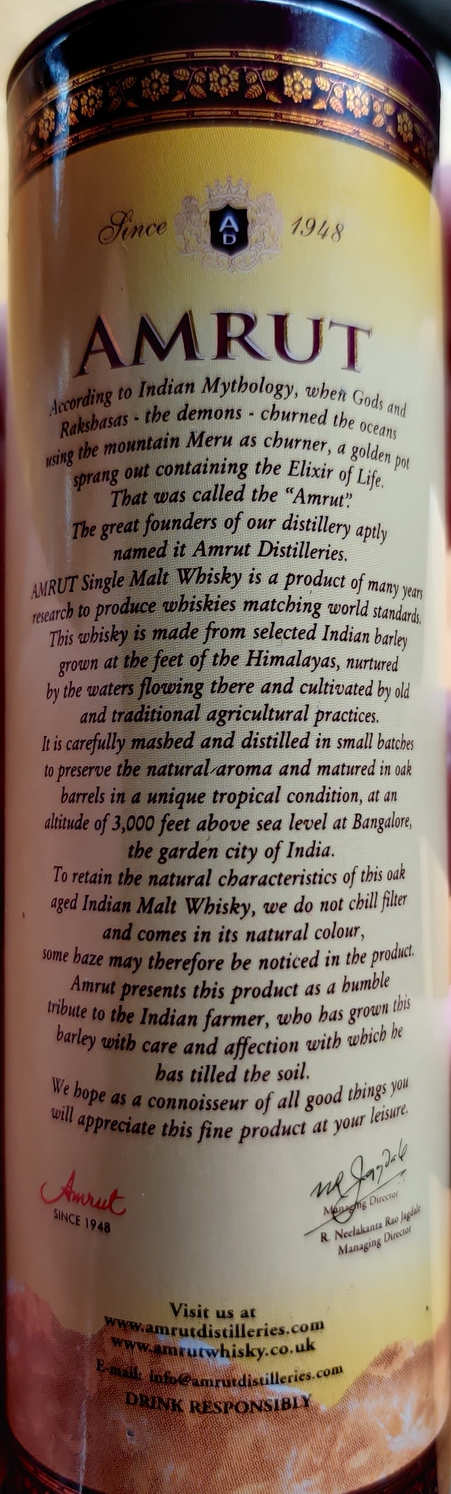 Since AD 1948
AMRUT
According to Indian Mythology, when Gods and
Rakshasas - the demons - churned the oceans
using the mountain Meru as churner, a golden pot
sprang out containing the Elixir of Life.
That was called the “Amrut”.
The great founders of our distillery aptly
named it Amrut Distilleries.
AMRUT Single Malt Whisky is a product of many years
research to produce whiskies matching world standards.
This whisky is made from selected Indian barley
grown at the feet of the Himalayas, nurtured
by the waters flowing there and cultivated by old
and traditional agricultural practices.
It is carefully mashed and distilled in small batches
to preserve the natural aroma and matured in oak
barrels in a unique tropical condition, at an
altitude of 3,000 feet above sea level at Bangalore,
the garden city of India.
To retain the natural characteristics of this oak
aged Indian Malt Whisky, we do not chill filter
and comes in its natural colour,
some haze may therefore be noticed in the product.
Amrut presents this product as a humble
tribute to the Indian farmer, who has grown this
barley with care and affection with which he
has tilled the soil.
We hope as a connoisseur of all good things you
will appreciate this fine product at your leisure.
Amrut
SINCE 1948
Managing Director
R. Neelakanta Rao Jagdale
Managing Director
Visit us at
www.amrutdistilleries.com
www.amrutwhisky.co.uk
E-mail: info@amrutdistilleries.com
DRINK RESPONSIBLY